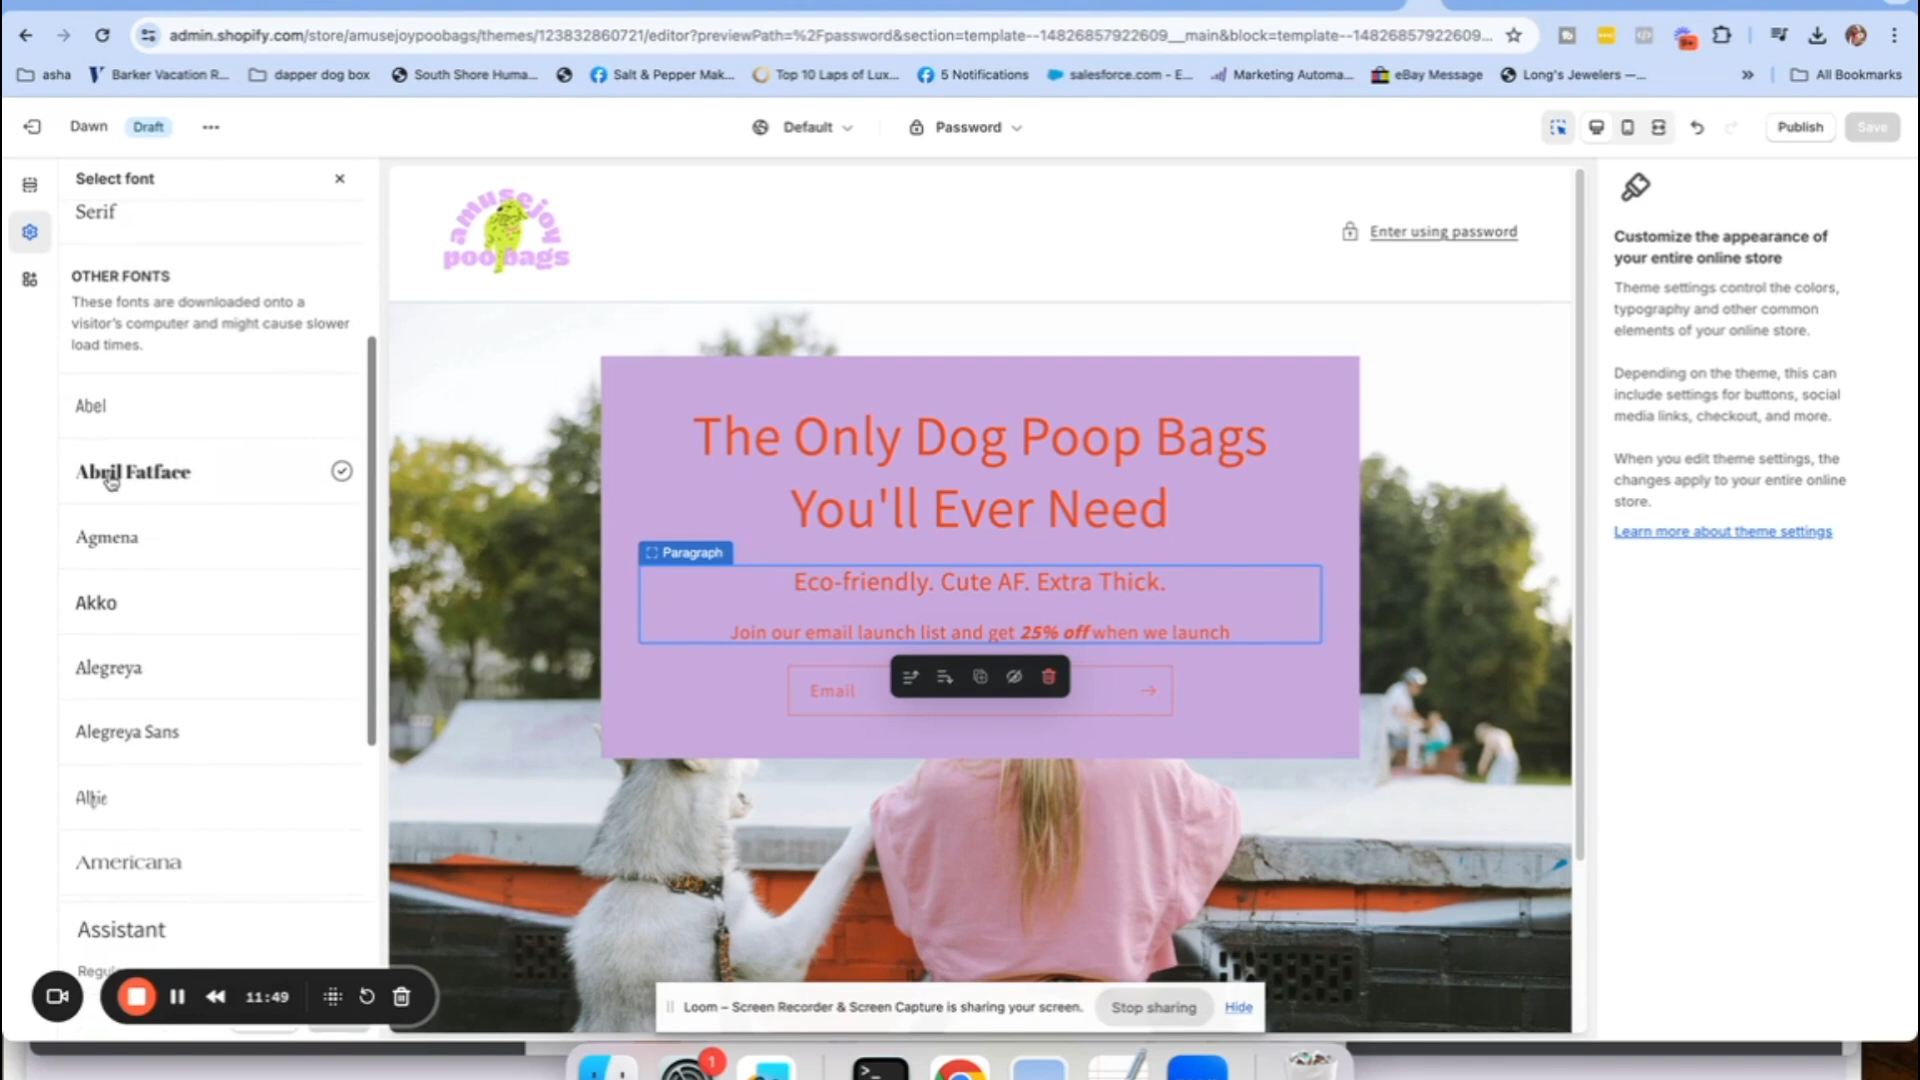 admin.shopify.com/store/amusejoypoobags/themes/123832860721/editor?previewPath=%2Fpassword&section=template--14826857922609__main&block=template--14826857922609...
9+
asha
Barker Vacation R...
dapper dog box
South Shore Huma...
Salt & Pepper Mak...
Top 10 Laps of Lux...
5 Notifications
salesforce.com - E...
Marketing Automa...
eBay Message
Long's Jewelers —...
»
All Bookmarks
Dawn
Draft
Default
Password
Publish
Save
Select font
Serif
OTHER FONTS
These fonts are downloaded onto a
visitor's computer and might cause slower
load times.
Abel
Abril Fatface
Agmena
Akko
Alegreya
Alegreya Sans
Alfie
Americana
Assistant
amusejoy
poo bags
Enter using password
The Only Dog Poop Bags
You'll Ever Need
Paragraph
Eco-friendly. Cute AF. Extra Thick.
Join our email launch list and get 25% off when we launch
Email
Customize the appearance of
your entire online store
Theme settings control the colors,
typography and other common
elements of your online store.
Depending on the theme, this can
include settings for buttons, social
media links, checkout, and more.
When you edit theme settings, the
changes apply to your entire online
store.
Learn more about theme settings
11:49
Loom – Screen Recorder & Screen Capture is sharing your screen.
Stop sharing
Hide
1